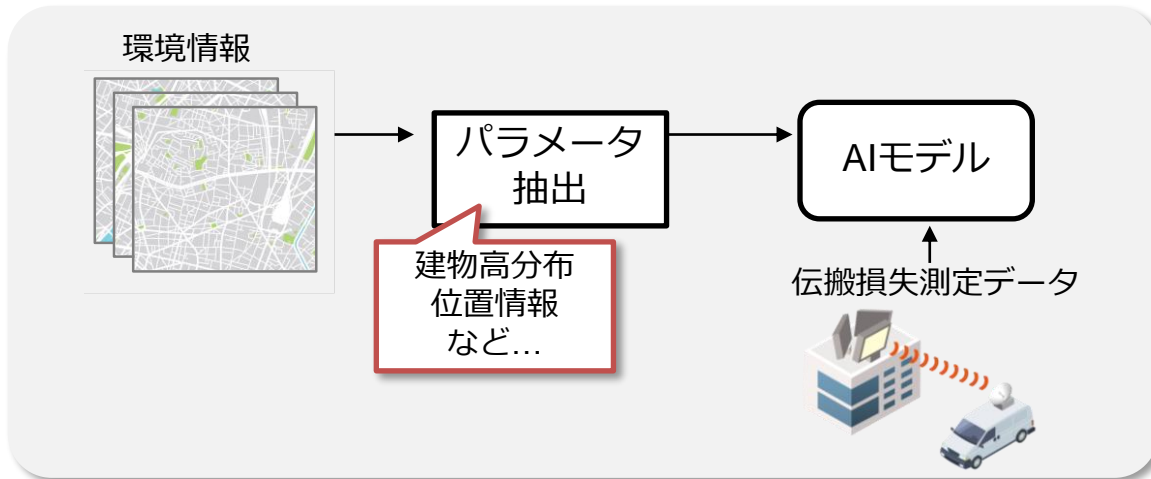 環境情報
パラメータ
抽出
AIモデル
建物高分布
位置情報
など…
伝搬損失測定データ